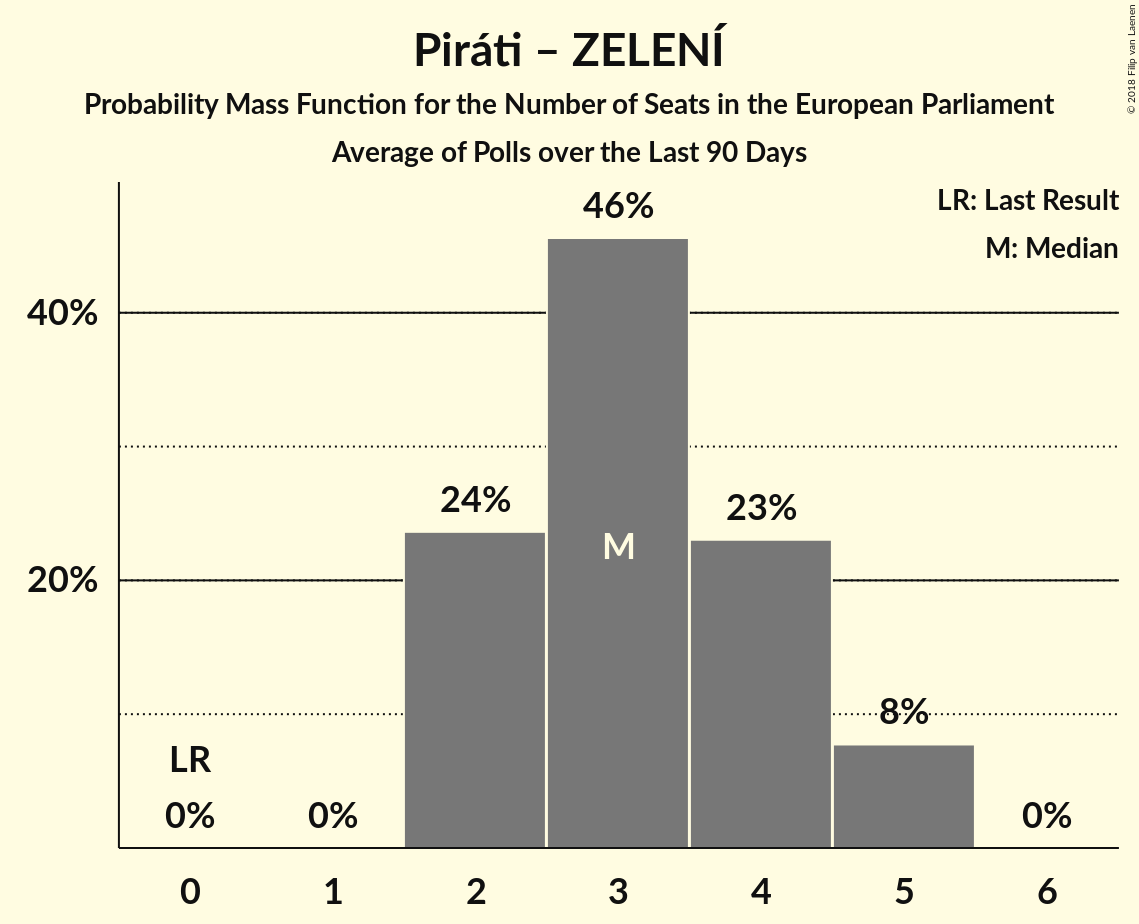 Piráti – ZELENÍ
Probability Mass Function for the Number of Seats in the European Parliament
Average of Polls over the Last 90 Days
© 2018 Filip van Laenen
LR: Last Result
M: Median
46%
40%
24%
23%
M
20%
8%
LR
0%
0%
0%
0
1
2
3
4
5
6